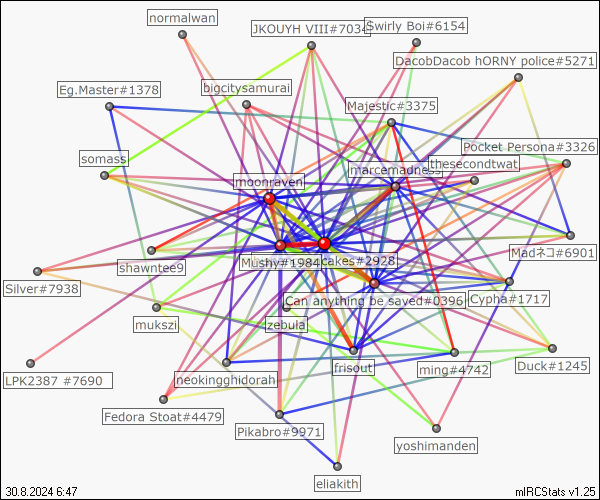 normalwan
JKOUYH VIII#7034
Swirly Boi#6154
DacobDacob hORNY police#5271
Eg.Master#1378
bigcitysamurai
Majestic#3375
Pocket Persona#3326
somass
thesecondtwat
marcemadness
moonraven
Madネコ#6901
Mushy#1984
cakes#2928
shawntee9
Silver#7938
Can anything be saved#0396
Cypha#1717
mukszi
zebula
frisout
ming#4742
Duck#1245
LPK2387 #7690
neokingghidorah
Fedora Stoat#4479
Pikabro#9971
yoshimanden
eliakith
30.8.2024 6:47
mIRCStats v1.25